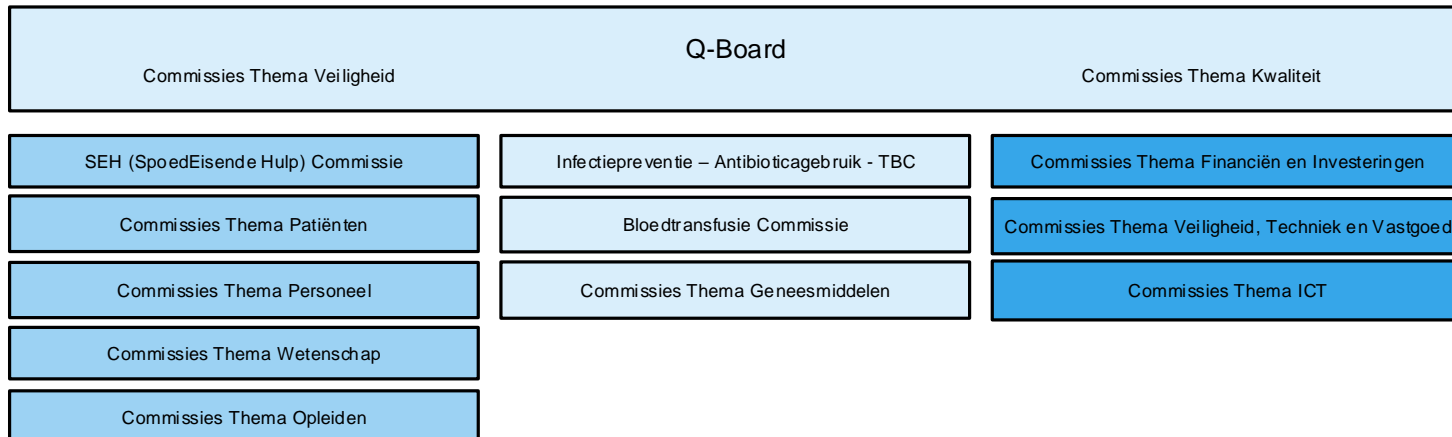 Q-Board
Commissies Thema Veiligheid
Commissies Thema Kwaliteit
SEH (SpoedEisende Hulp) Commissie
Infectiepreventie – Antibioticagebruik - TBC
Commissies Thema Financiën en Investeringen
Commissies Thema Patiënten
Bloedtransfusie Commissie
Commissies Thema Veiligheid, Techniek en Vastgoed
Commissies Thema Personeel
Commissies Thema Geneesmiddelen
Commissies Thema ICT
Commissies Thema Wetenschap
Commissies Thema Opleiden